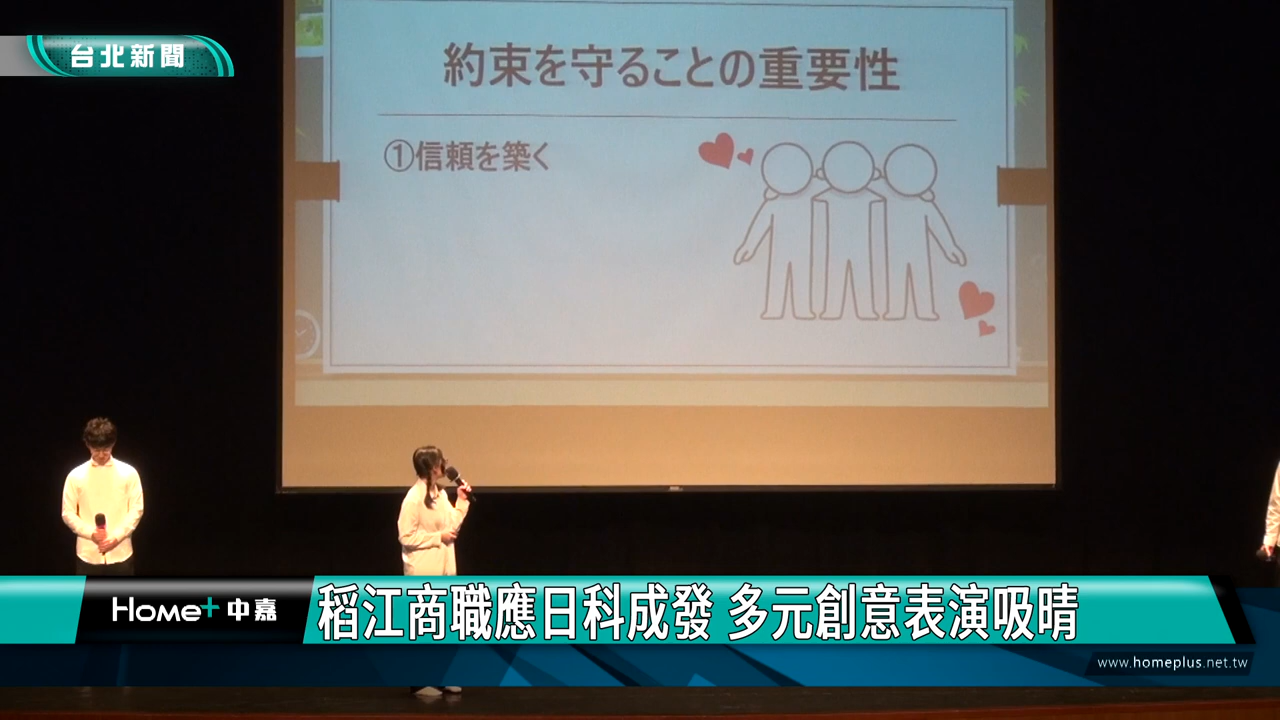 台北新聞
約束を守ることの重要性
①信頼を築く
Home+ 中嘉
稻江商職應日科成發 多元創意表演吸睛
www.homeplus.net.tw